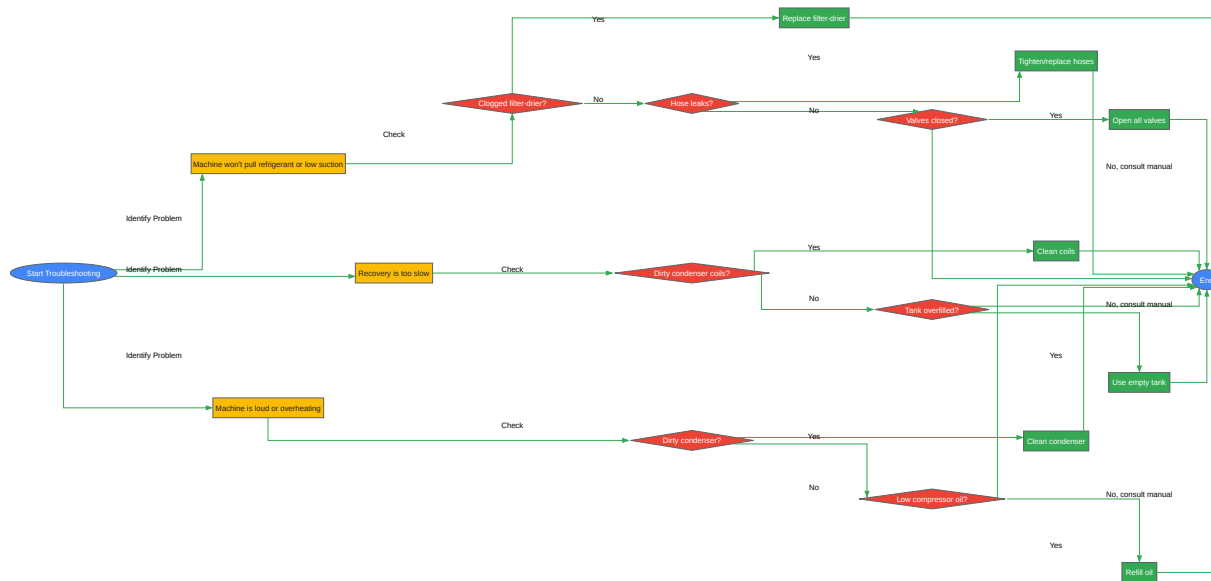 Yes
Replace filter-drier
Yes
Tighten/replace hoses
Clogged filter-drier?
No
Hose leaks?
No
Valves closed?
Yes
Open all valves
Check
Machine won't pull refrigerant or low suction
No, consult manual
Identify Problem
Yes
Clean coils
Start Troubleshooting
Identify Problem
Recovery is too slow
Check
Dirty condenser coils?
No
Tank overfilled?
No, consult manual
Identify Problem
Yes
Use empty tank
Machine is loud or overheating
Check
Dirty condenser?
Yes
Clean condenser
No
Low compressor oil?
No, consult manual
Yes
Refill oil